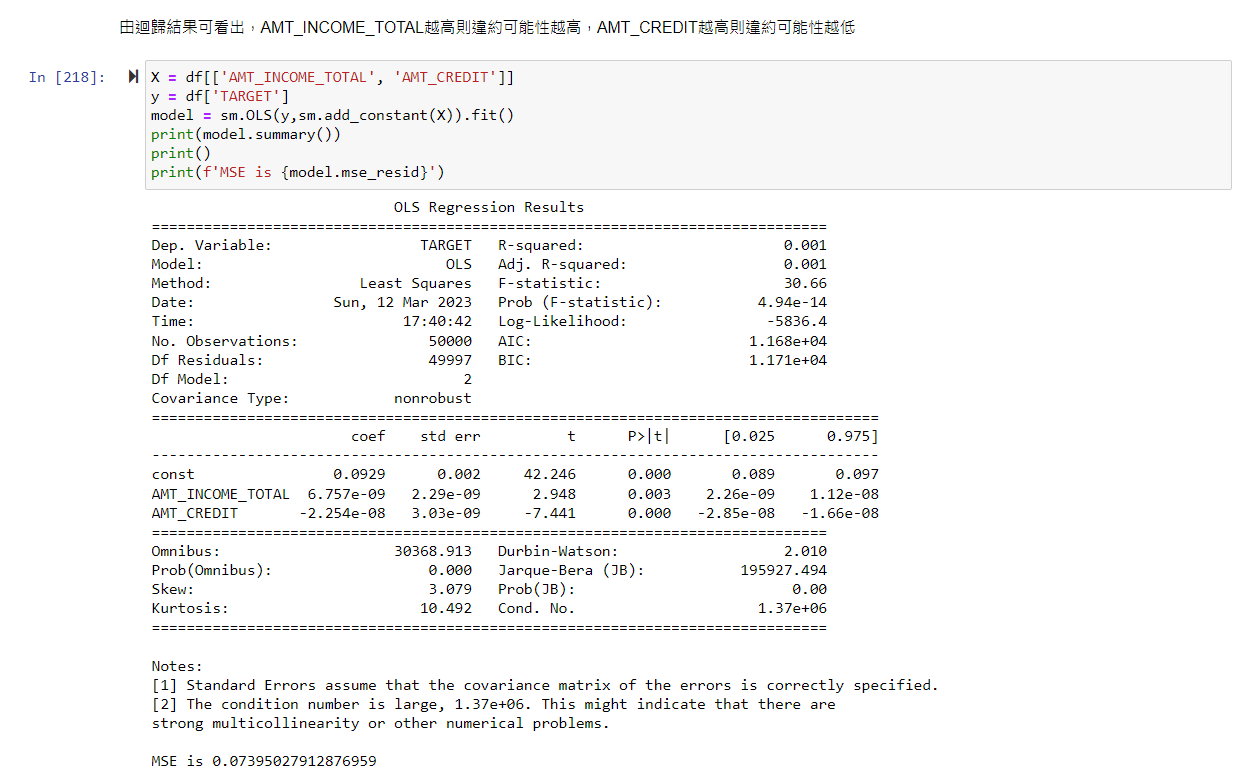 由迴歸結果可看出，AMT_INCOME_TOTAL越高則違約可能性越高，AMT_CREDIT越高則違約可能性越低
In [218]: X = df[['AMT_INCOME_TOTAL', 'AMT_CREDIT']]
y = df['TARGET']
model = sm.OLS(y,sm.add_constant(X)).fit()
print(model.summary())
print()
print(f'MSE is {model.mse_resid}')
OLS Regression Results
==============================================================================
Dep. Variable: TARGET R-squared: 0.001
Model: OLS Adj. R-squared: 0.001
Method: Least Squares F-statistic: 30.66
Date: Sun, 12 Mar 2023 Prob (F-statistic): 4.94e-14
Time: 17:40:42 Log-Likelihood: -5836.4
No. Observations: 50000 AIC: 1.168e+04
Df Residuals: 49997 BIC: 1.171e+04
Df Model: 2
Covariance Type: nonrobust
====================================================================================
coef std err t P>|t| [0.025 0.975]
------------------------------------------------------------------------------------
const 0.0929 0.002 42.246 0.000 0.089 0.097
AMT_INCOME_TOTAL 6.757e-09 2.29e-09 2.948 0.003 2.26e-09 1.12e-08
AMT_CREDIT -2.254e-08 3.03e-09 -7.441 0.000 -2.85e-08 -1.66e-08
==============================================================================
Omnibus: 30368.913 Durbin-Watson: 2.010
Prob(Omnibus): 0.000 Jarque-Bera (JB): 195927.494
Skew: 3.079 Prob(JB): 0.00
Kurtosis: 10.492 Cond. No. 1.37e+06
==============================================================================
Notes:
[1] Standard Errors assume that the covariance matrix of the errors is correctly specified.
[2] The condition number is large, 1.37e+06. This might indicate that there are
strong multicollinearity or other numerical problems.
MSE is 0.07395027912876959